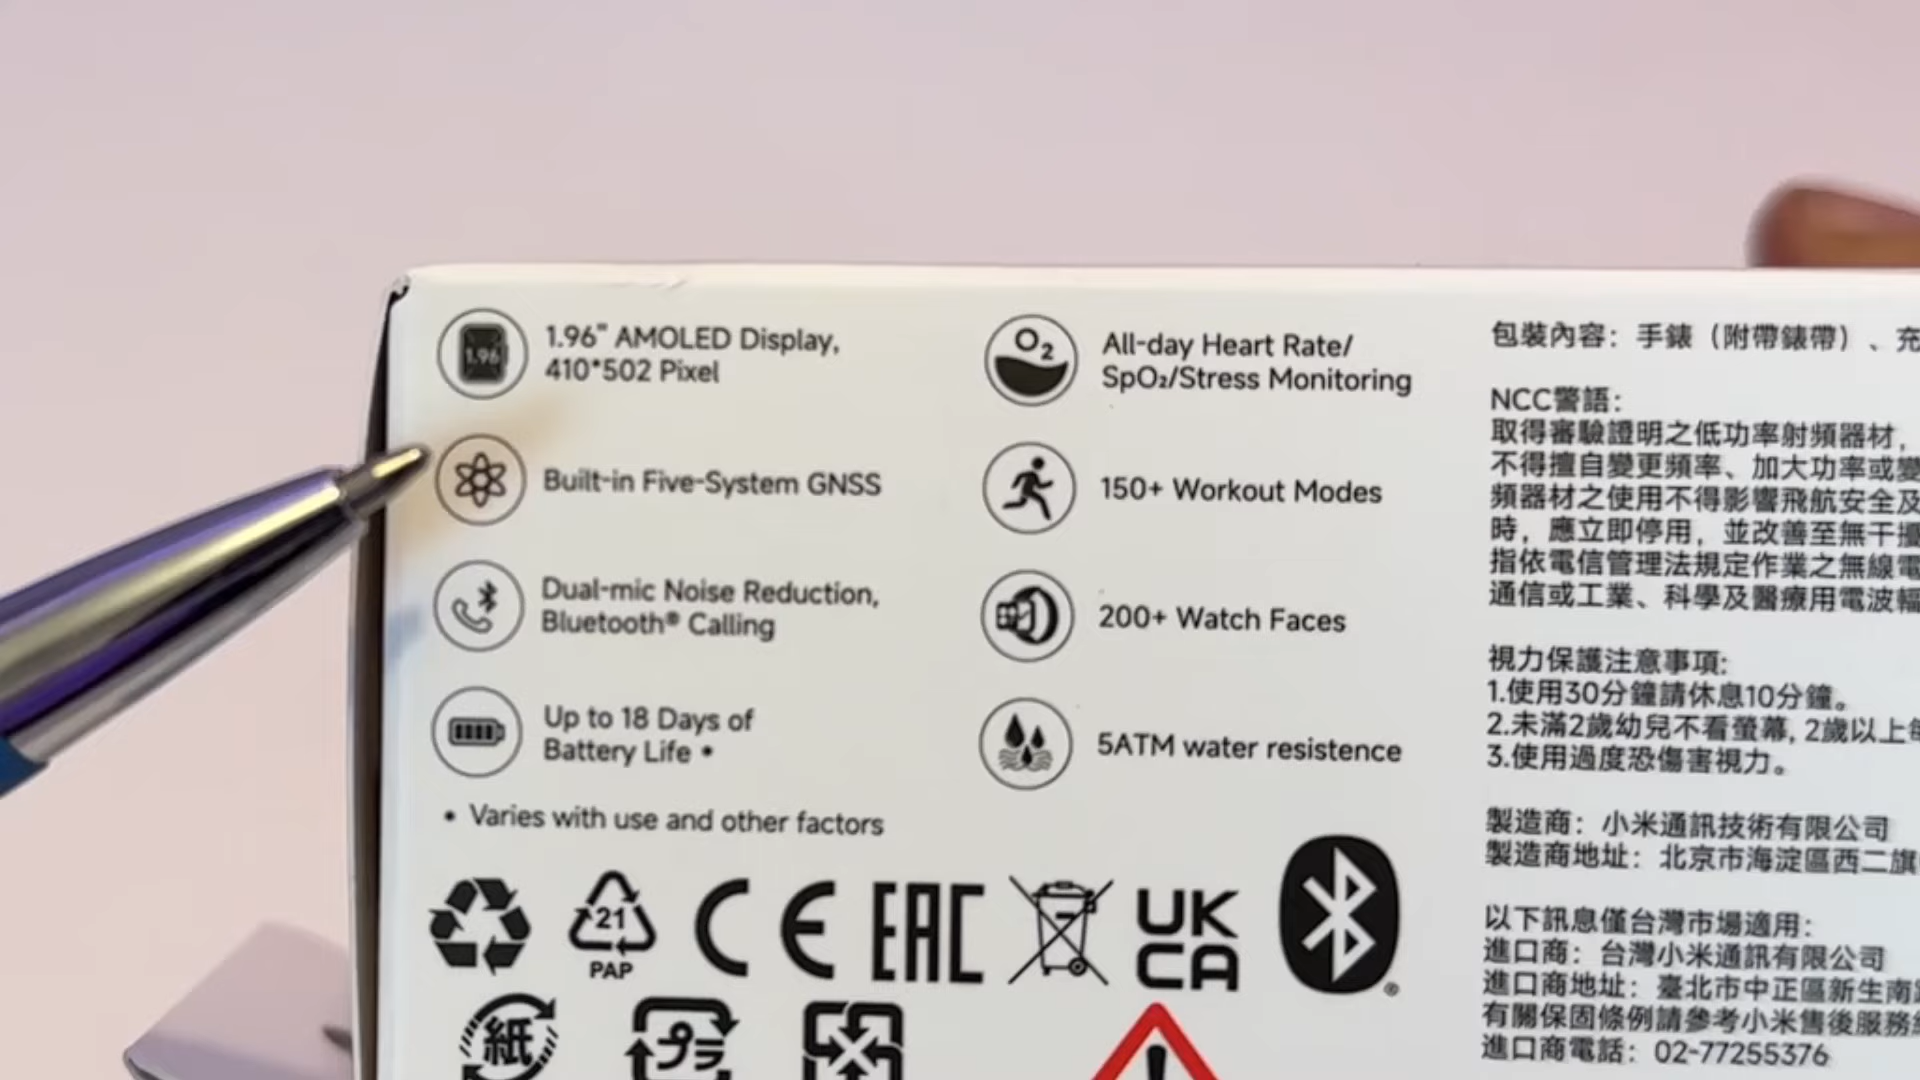 1.96
1.96" AMOLED Display,
410*502 Pixel
Built-in Five-System GNSS
Dual-mic Noise Reduction,
Bluetooth® Calling
Up to 18 Days of
Battery Life •
• Varies with use and other factors
O₂
All-day Heart Rate/
SpO₂/Stress Monitoring
150+ Workout Modes
200+ Watch Faces
5ATM water resistence
21
PAP
CE
EAC
UK
CA
®
紙
プラ
包裝內容：手錶（附帶錶帶）、充
NCC警語：
取得審驗證明之低功率射頻器材，
不得擅自變更頻率、加大功率或變
頻器材之使用不得影響飛航安全及
時，應立即停用，並改善至無干擾
指依電信管理法規定作業之無線電
通信或工業、科學及醫療用電波輻
視力保護注意事項:
1.使用30分鐘請休息10分鐘。
2.未滿2歲幼兒不看螢幕, 2歲以上每
3.使用過度恐傷害視力。
製造商：小米通訊技術有限公司
製造商地址：北京市海淀區西二旗
以下訊息僅台灣市場適用：
進口商：台灣小米通訊有限公司
進口商地址：臺北市中正區新生南路
有關保固條例請參考小米售後服務
進口商電話：02-77255376